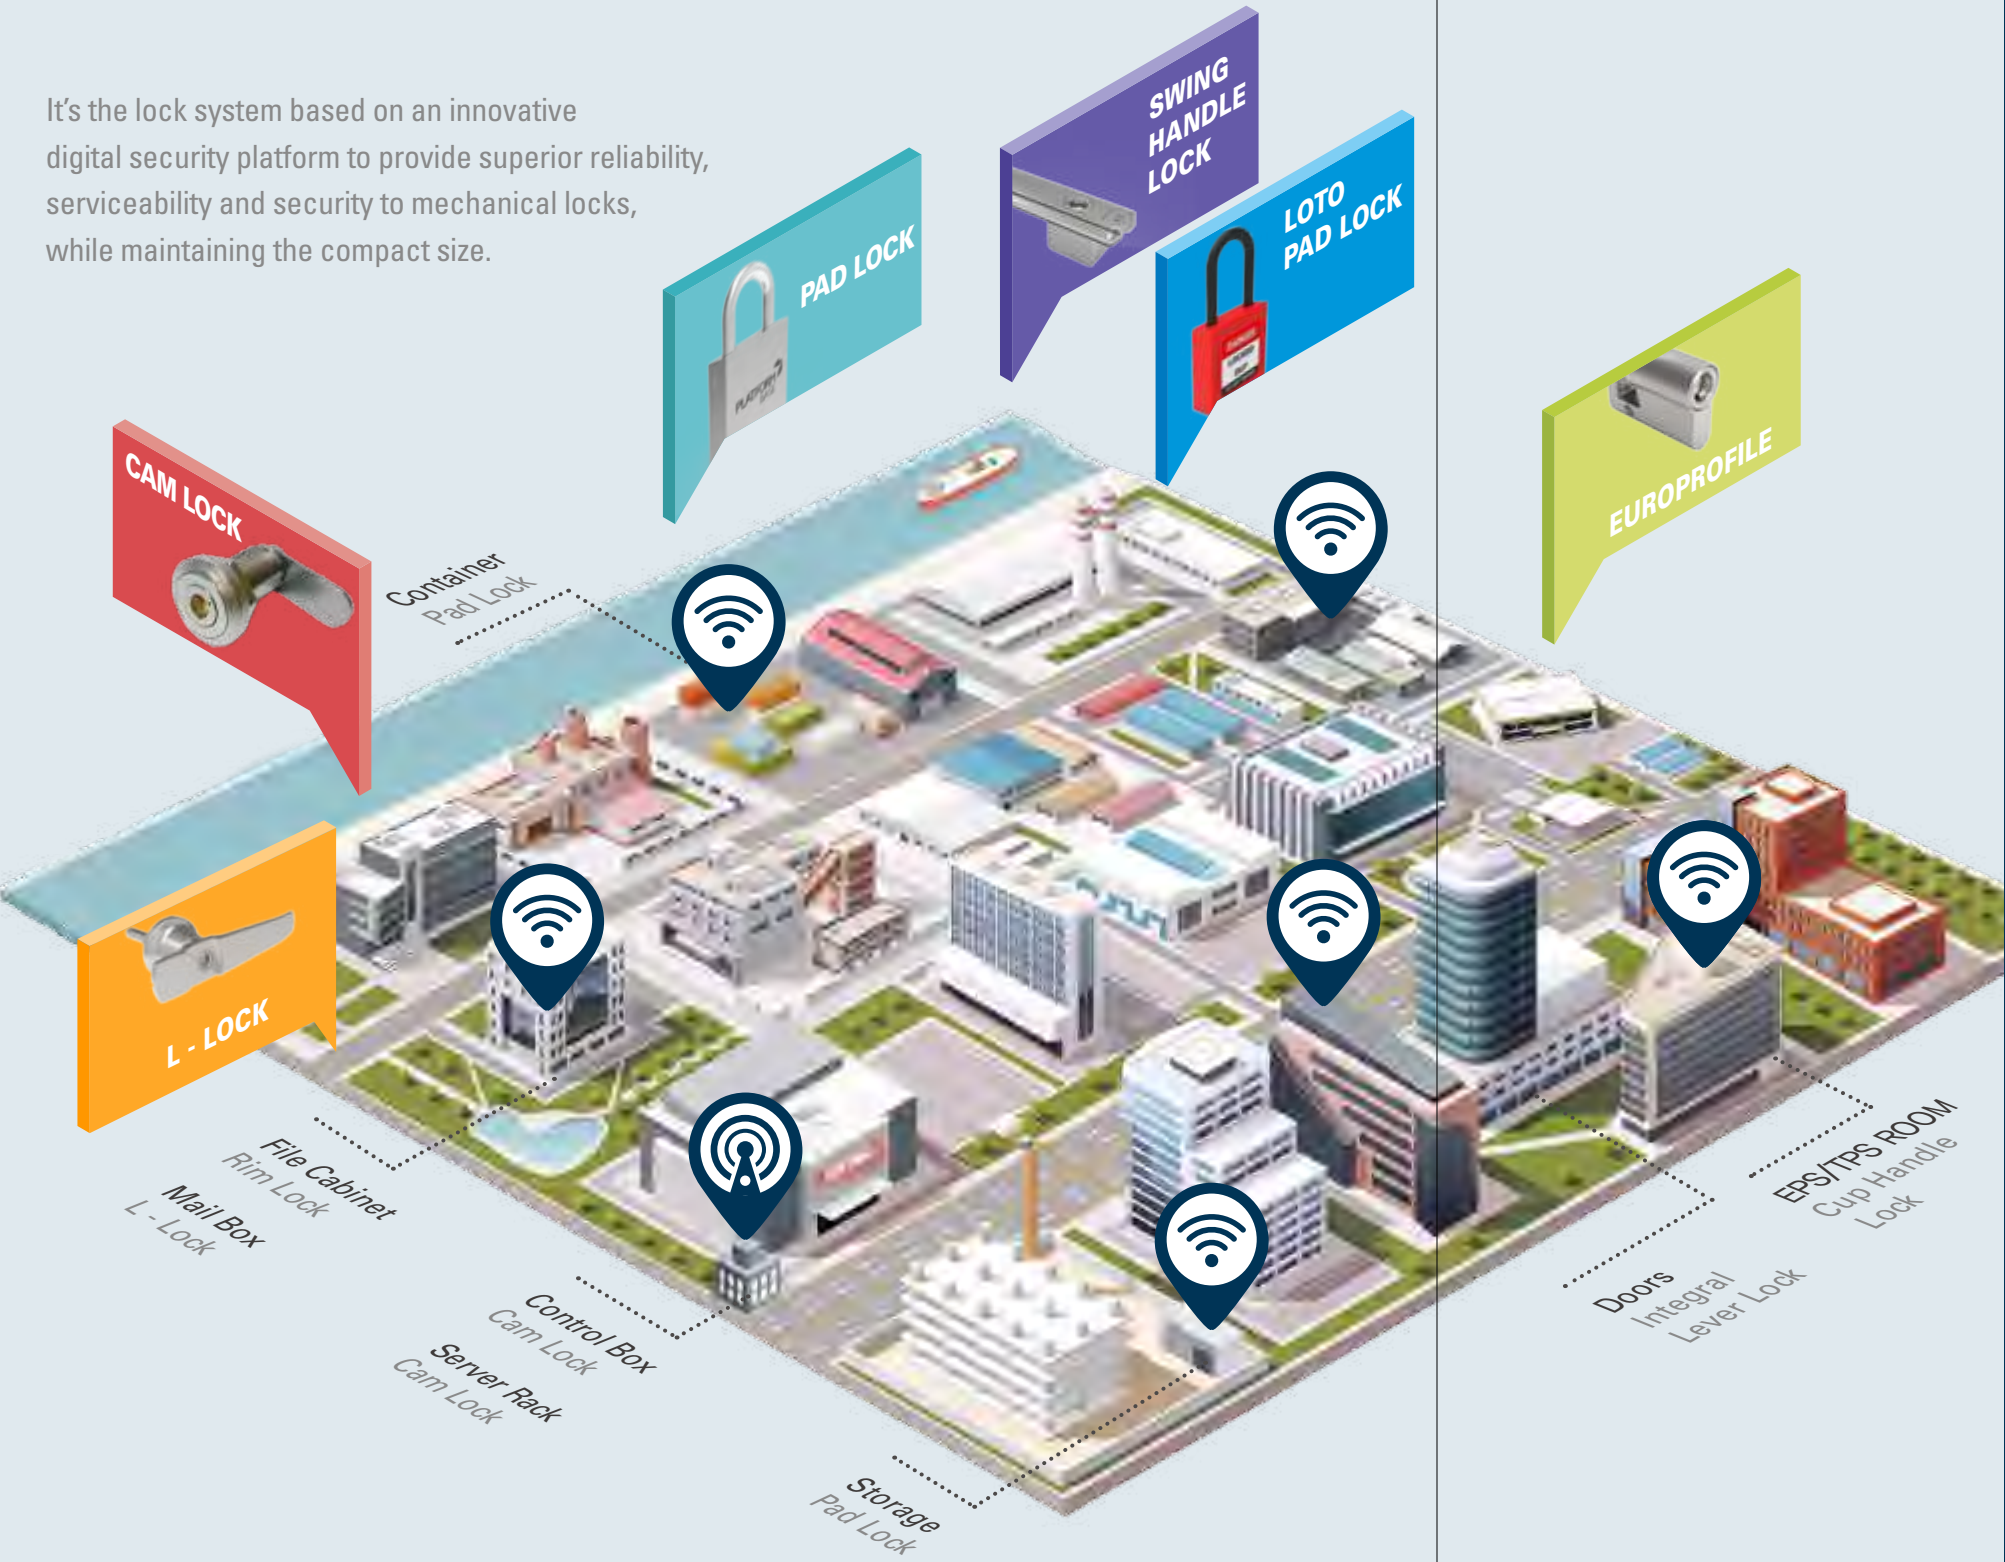 It's the lock system based on an innovative
digital security platform to provide superior reliability,
serviceability and security to mechanical locks,
while maintaining the compact size.
SWING
HANDLE
LOCK
LOTO
PAD LOCK
PAD LOCK
PLATFORM
EUROPROFILE
CAM LOCK
Container
Pad Lock
L - LOCK
File Cabinet
Rim Lock
Mail Box
L - Lock
Control Box
Cam Lock
Server Rack
Cam Lock
Storage
Pad Lock
EPS/TPS ROOM
Cup Handle
Lock
Doors
Integral
Lever Lock